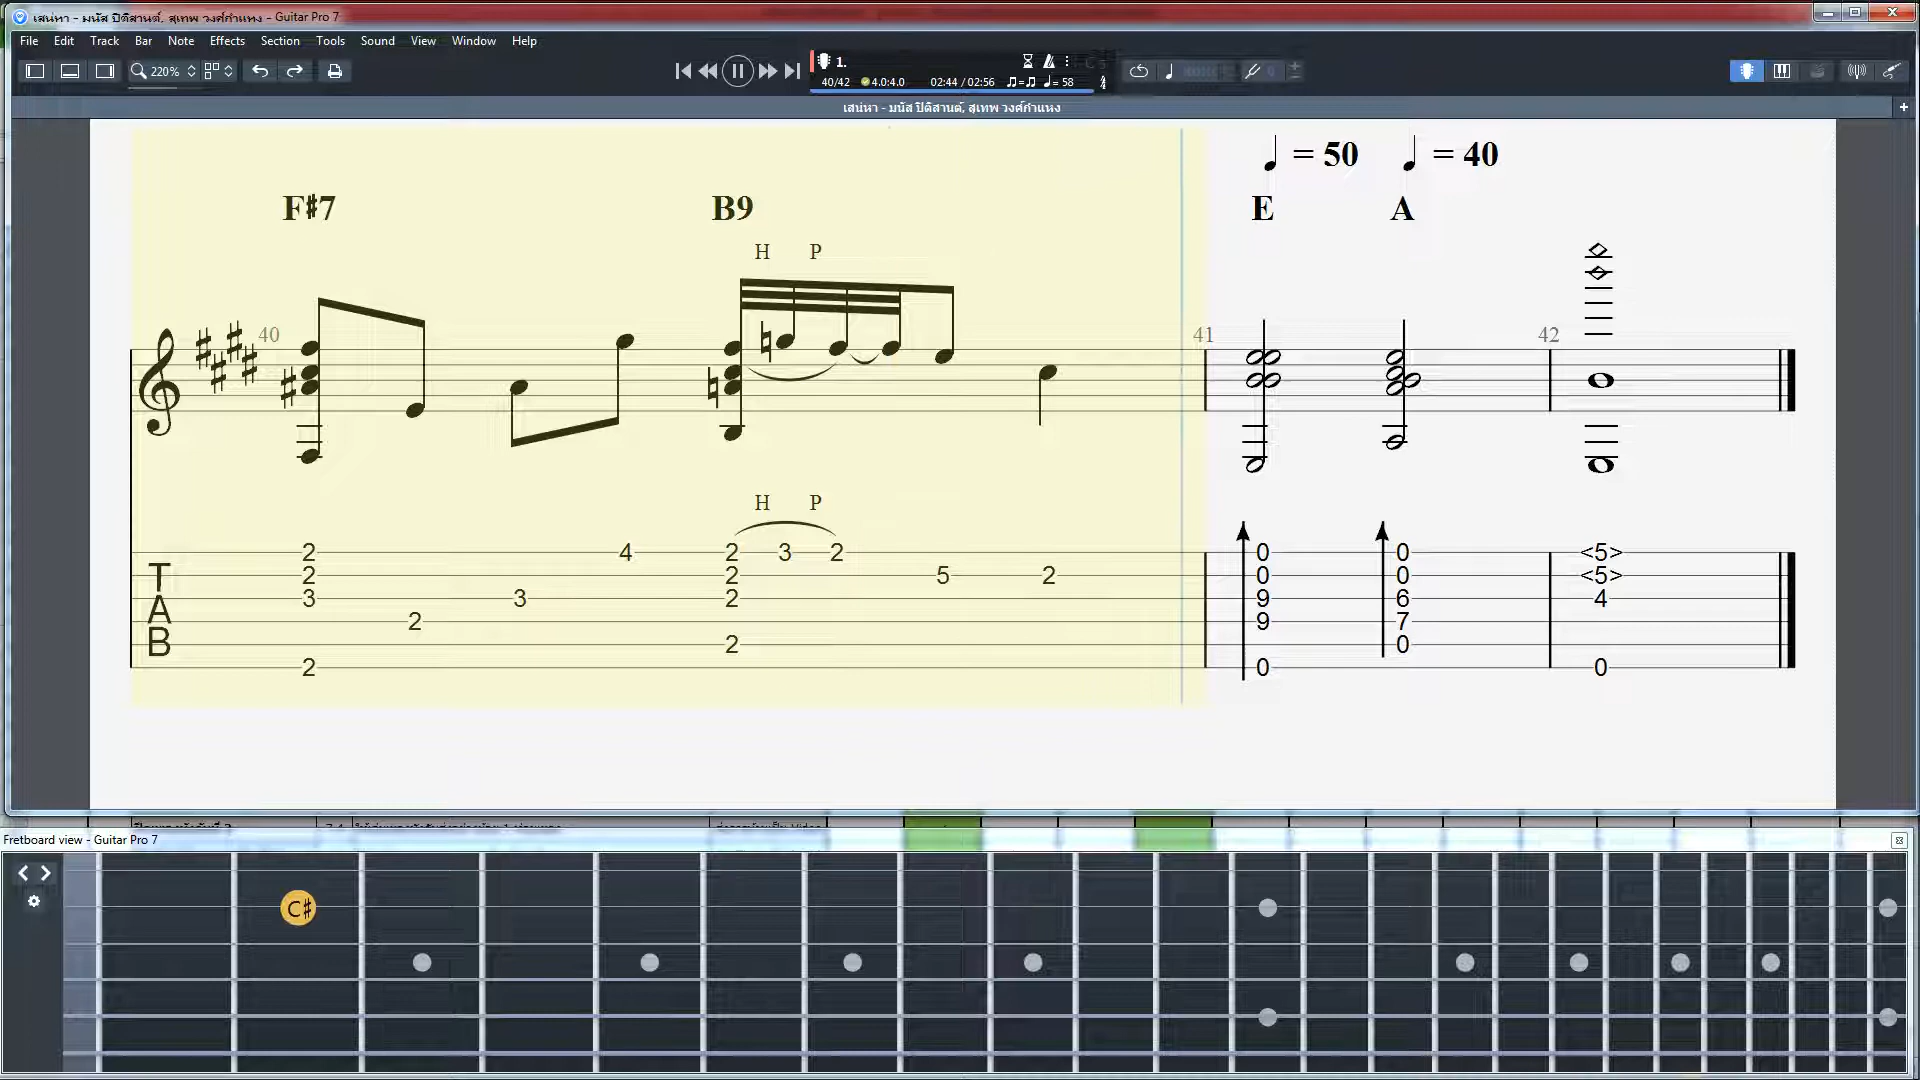 เสน่หา - มนัส ปิติสานต์, สุเทพ วงศ์กำแหง - Guitar Pro 7
File Edit Track Bar Note Effects Section Tools Sound View Window Help
220%
1.
40/42 4.0:4.0 02:44 / 02:56 = 58
เสน่หา - มนัส ปิติสานต์, สุเทพ วงศ์กำแหง
= 50 = 40
F#7 B9 E A
H P
40 41 42
H P
2 4 2 3 2 0 0 <5>
2 2 5 2 0 0 <5>
3 3 2 9 6 4
2 9 7
2 0
2 0 0
T
A
B
Fretboard view - Guitar Pro 7
C#